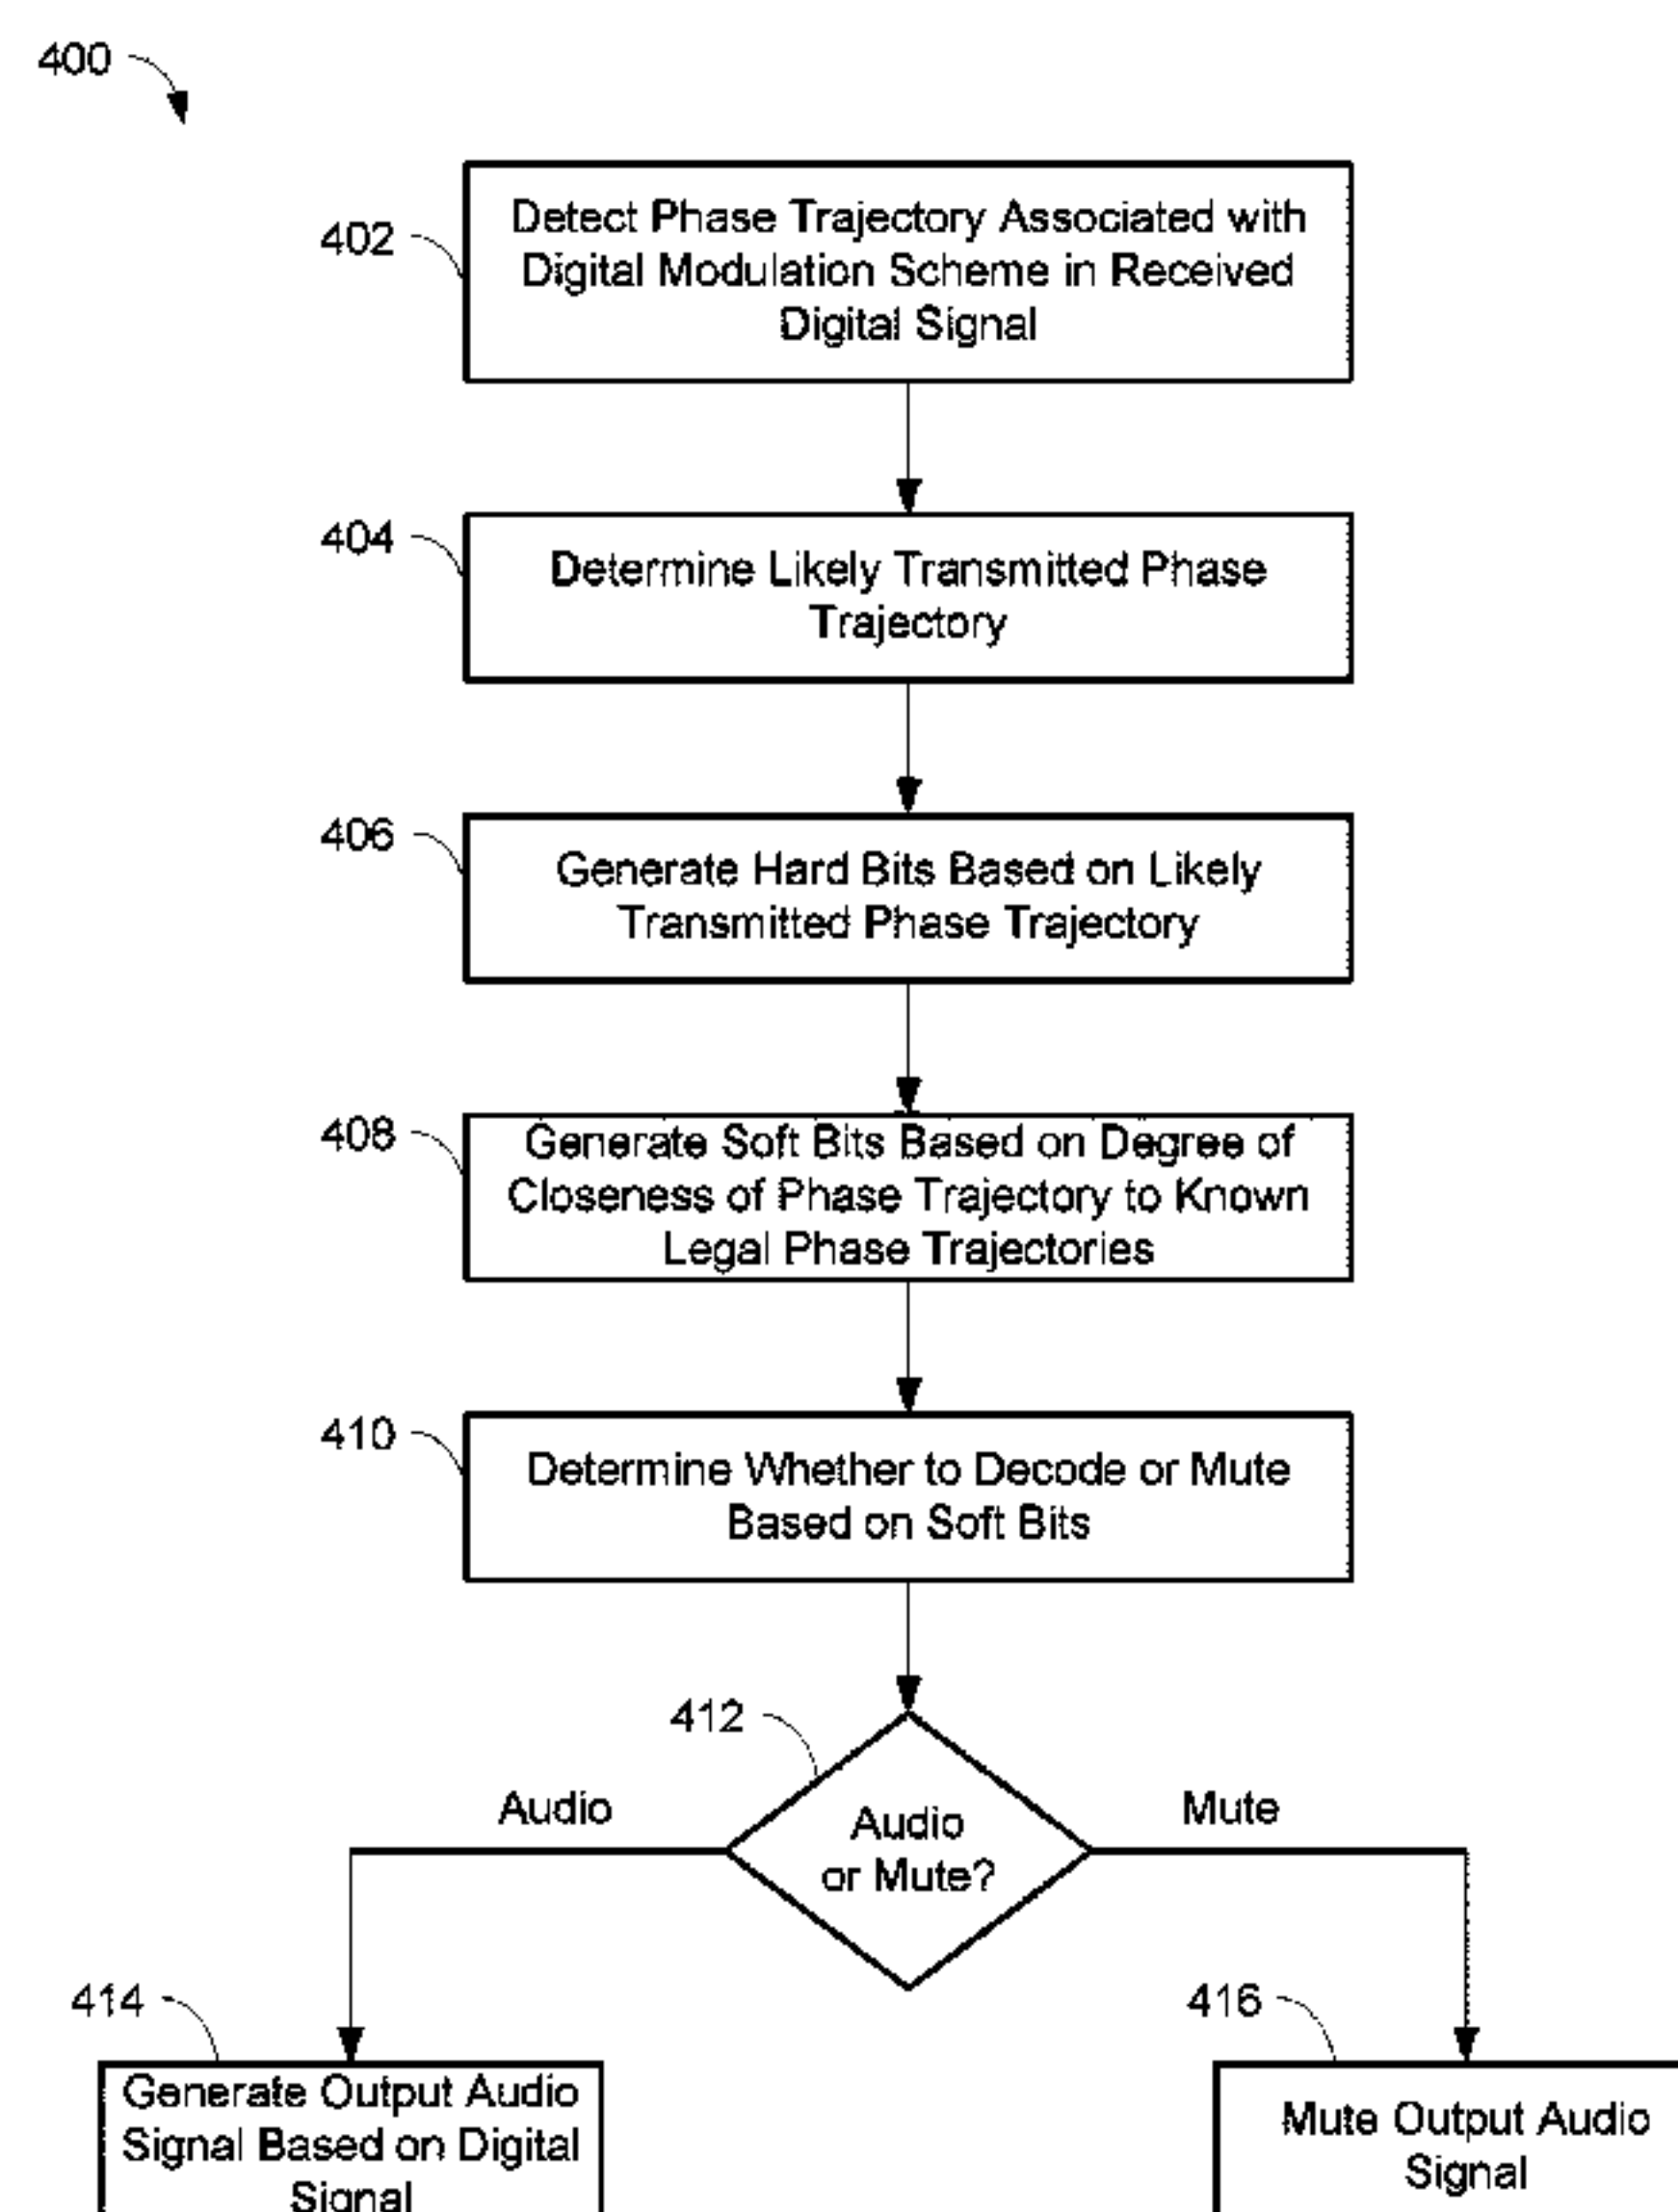 400
402
Detect Phase Trajectory Associated with
Digital Modulation Scheme in Received
Digital Signal
404
Determine Likely Transmitted Phase
Trajectory
406
Generate Hard Bits Based on Likely
Transmitted Phase Trajectory
408
Generate Soft Bits Based on Degree of
Closeness of Phase Trajectory to Known
Legal Phase Trajectories
410
Determine Whether to Decode or Mute
Based on Soft Bits
412
Audio
or Mute?
Audio
Mute
414
Generate Output Audio
Signal Based on Digital
Signal
416
Mute Output Audio
Signal